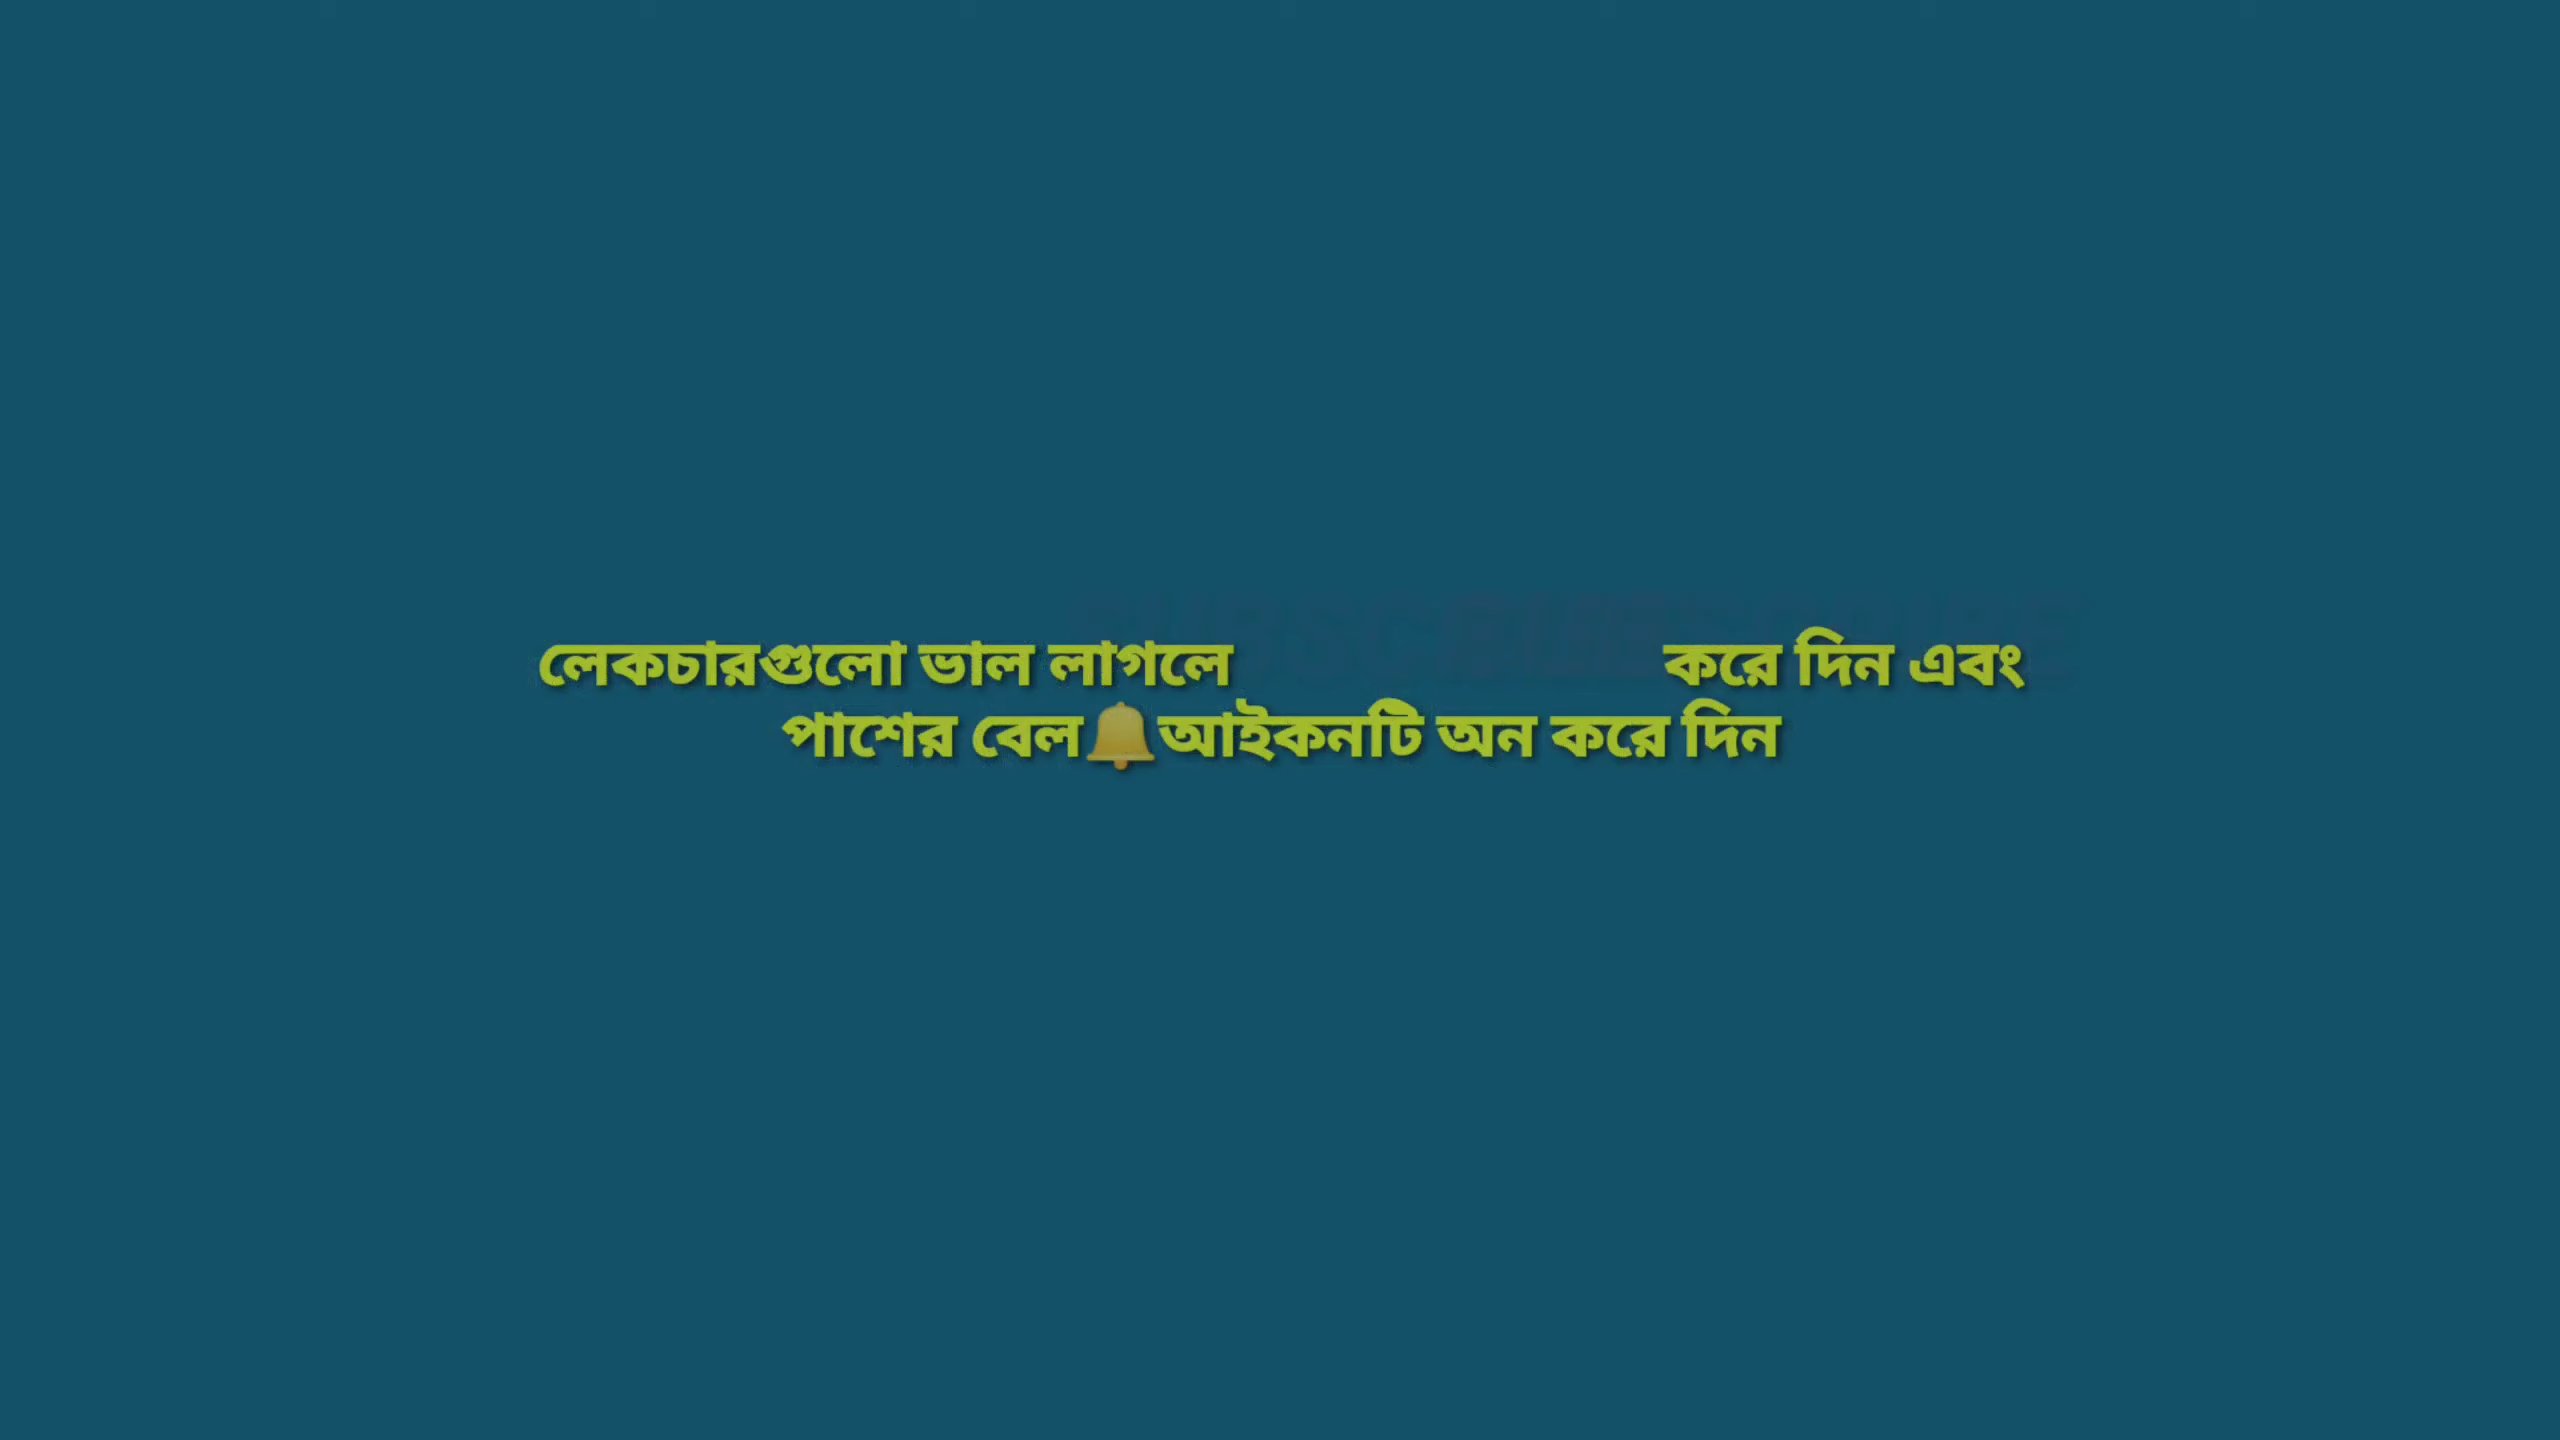 লেকচারগুলো ভাল লাগলে করে দিন এবং
পাশের বেল🔔আইকনটি অন করে দিন